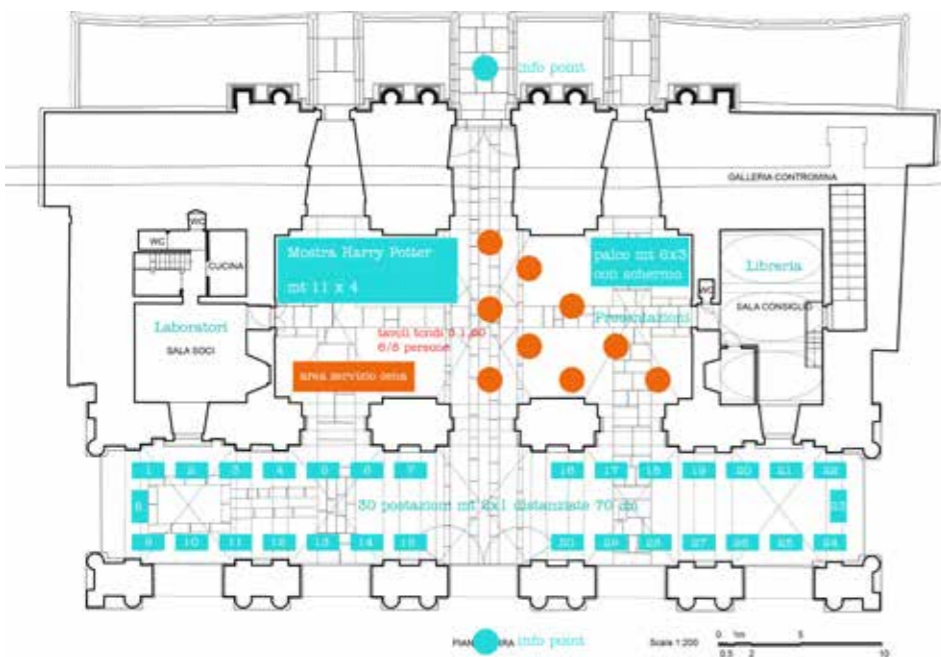 info point
GALLERIA CONTROMINA
WC
WC
CUCINA
Mostra Harry Potter
mt 11 x 4
palco mt 6x3
con schermo
WC
Libreria
SALA CONSIGLIO
Presentazioni
Laboratori
SALA SOCI
tavoli tondi
6/8 persone
area servizio cena
1 2 3 4 5 6 7 16 17 18 19 20 21 22
8 30 postazioni mt 2x1 distanziate 70 cm 23
9 10 11 12 13 14 15 30 29 28 27 26 25 24
info point
Scala 1:200
0 1m 5
0.5 2 10